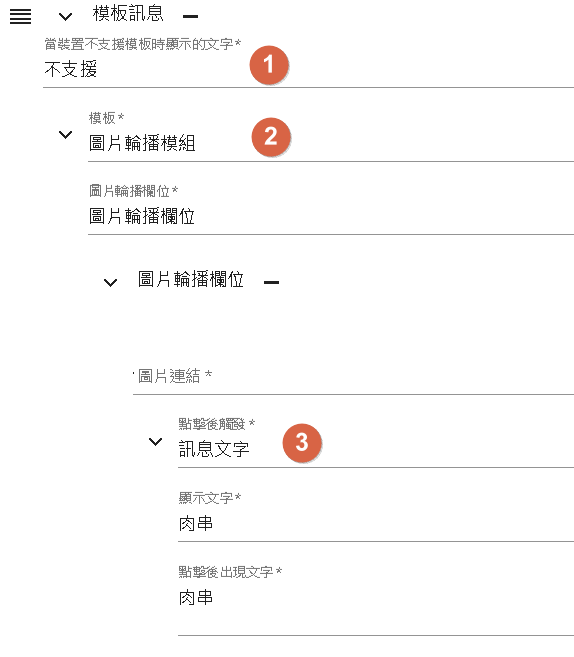 模板訊息
當裝置不支援模板時顯示的文字*
不支援
1
模板*
圖片輪播模組
2
圖片輪播欄位*
圖片輪播欄位
圖片輪播欄位
圖片連結 *
點擊後觸發 *
訊息文字
3
顯示文字*
肉串
點擊後出現文字*
肉串